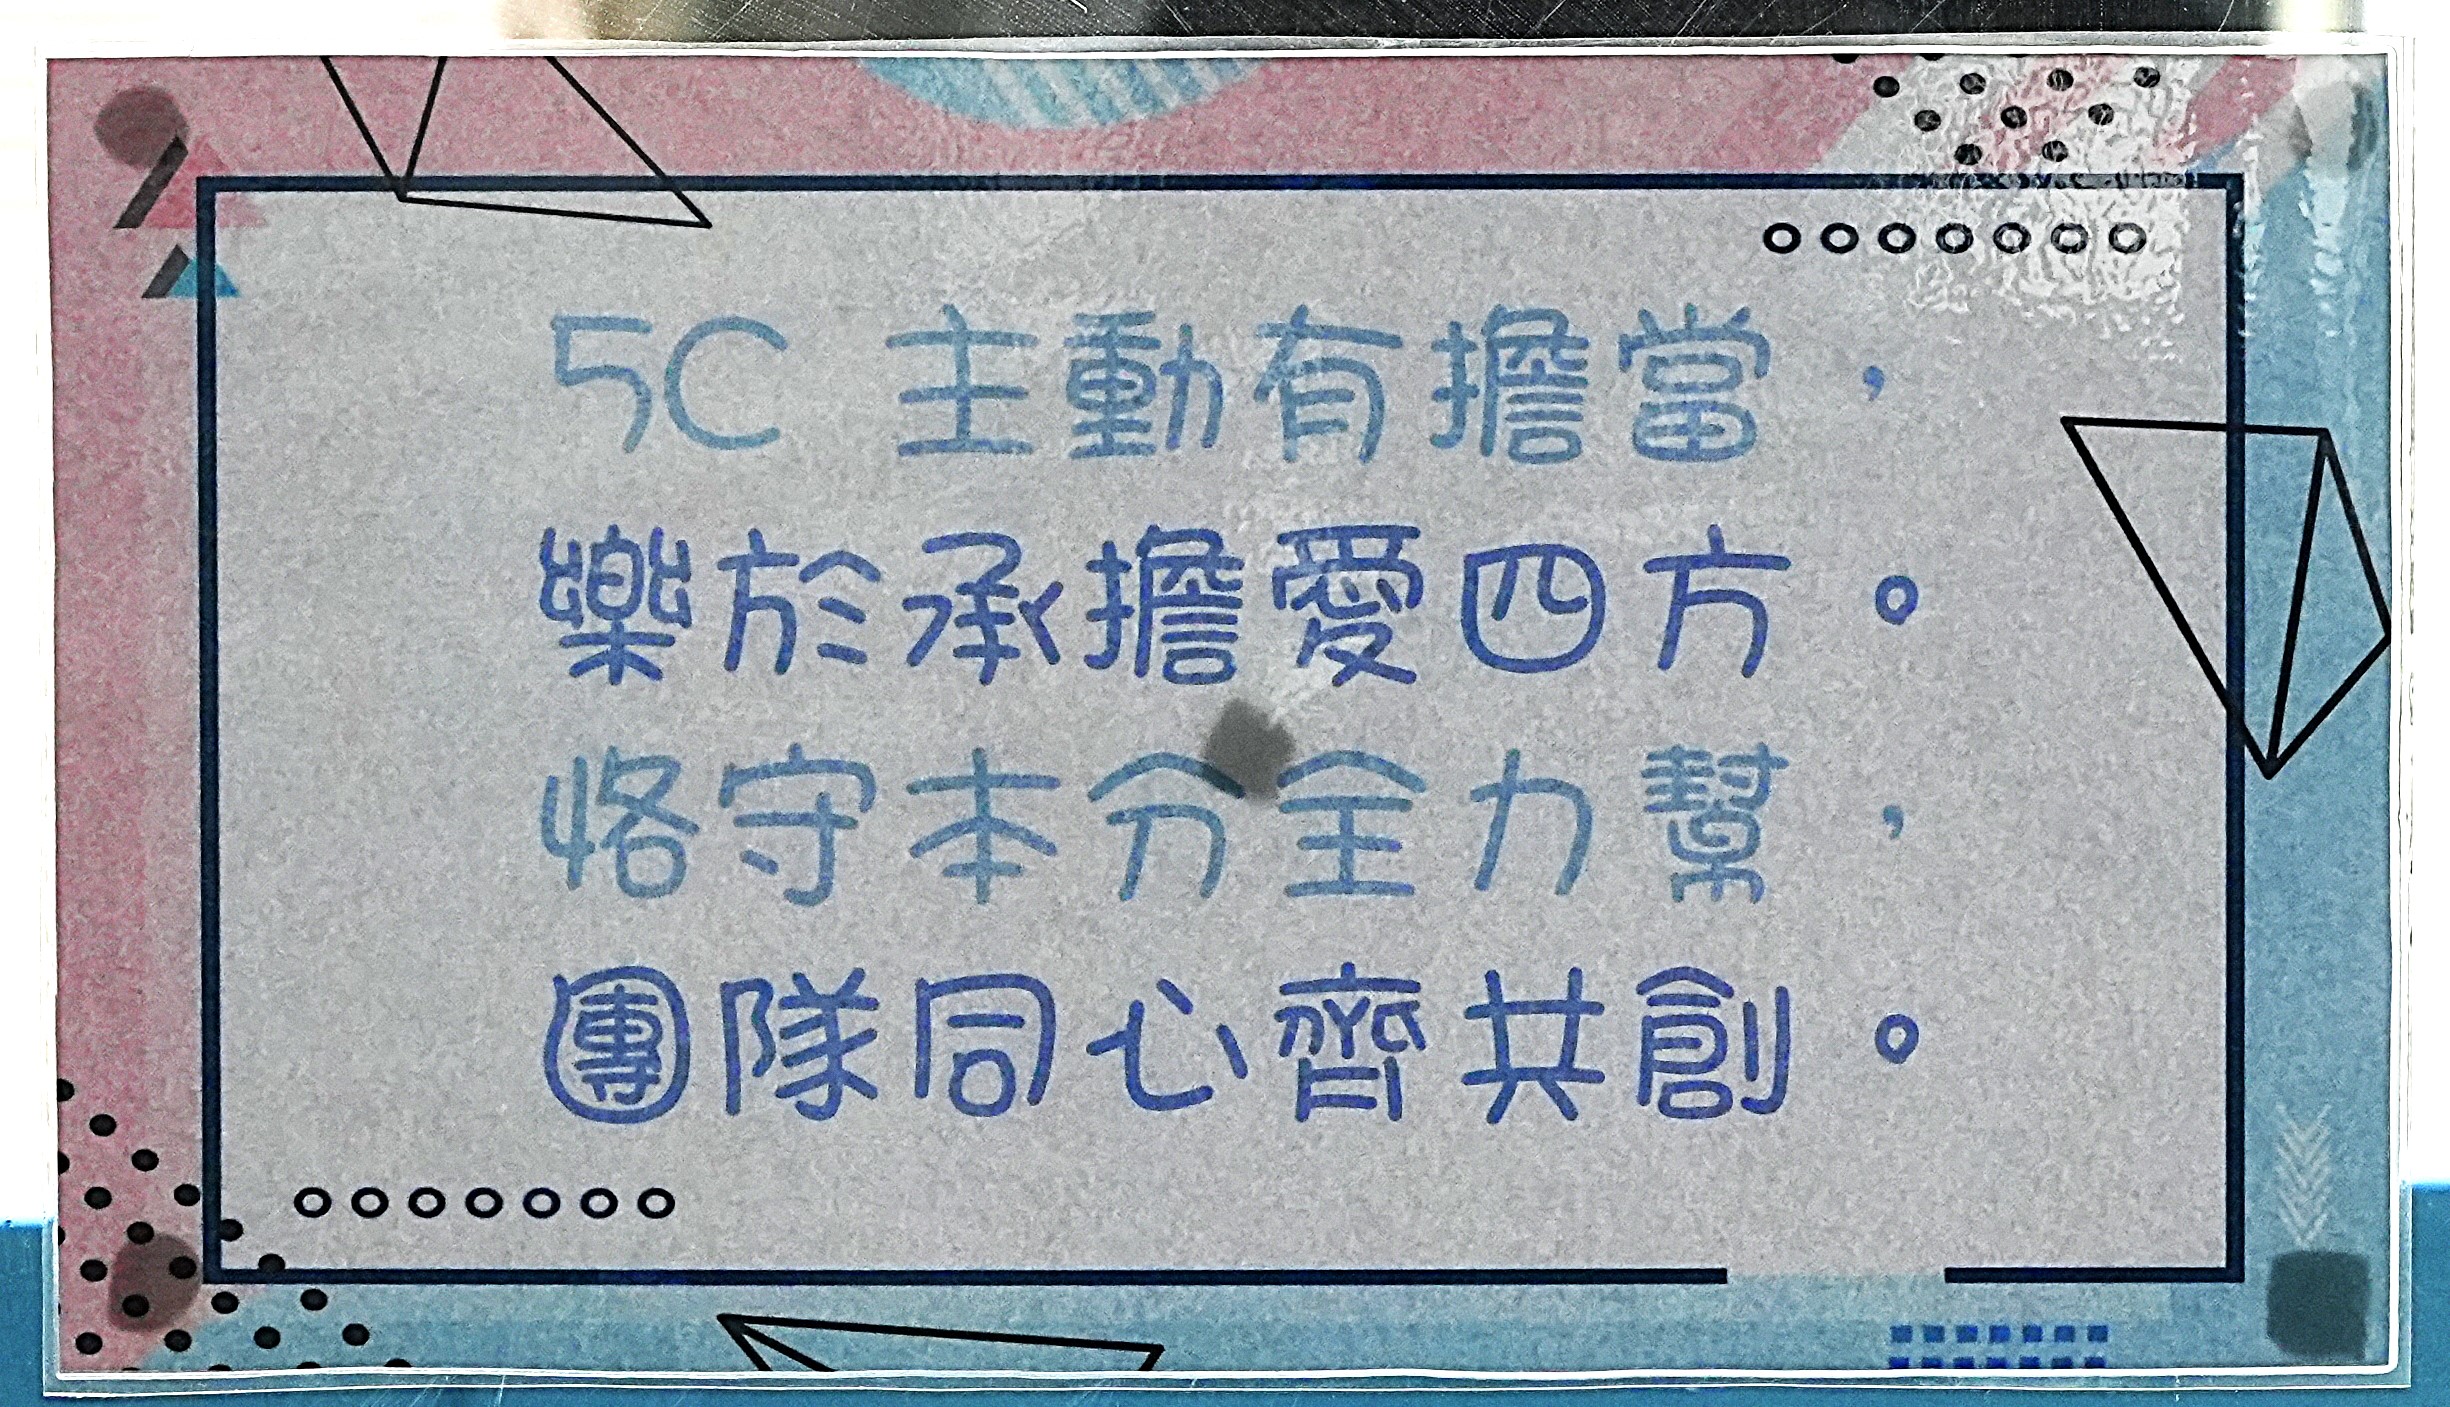 5C 主動有擔當，
樂於承擔愛四方。
恪守本分全力幫，
團隊同心齊共創。